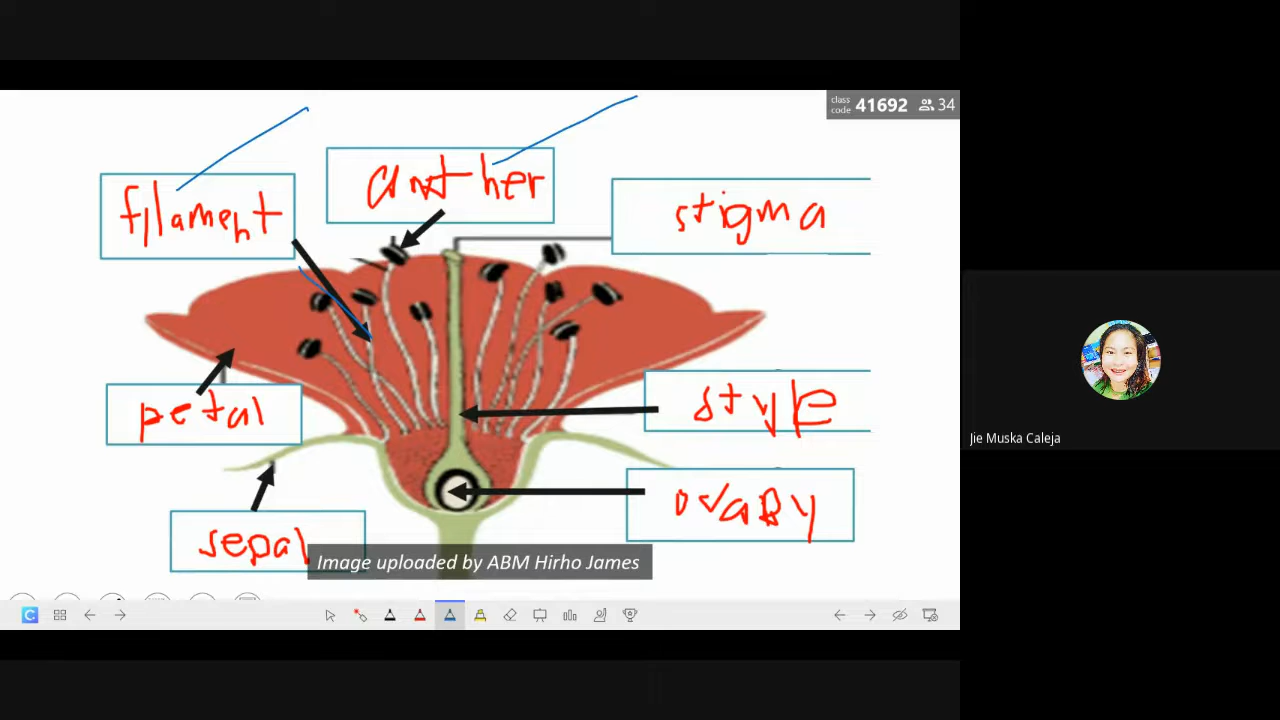 class
code 41692 34
anther
filament
stigma
petal
style
ovaRy
sepal
Image uploaded by ABM Hirho James
Jie Muska Caleja
C